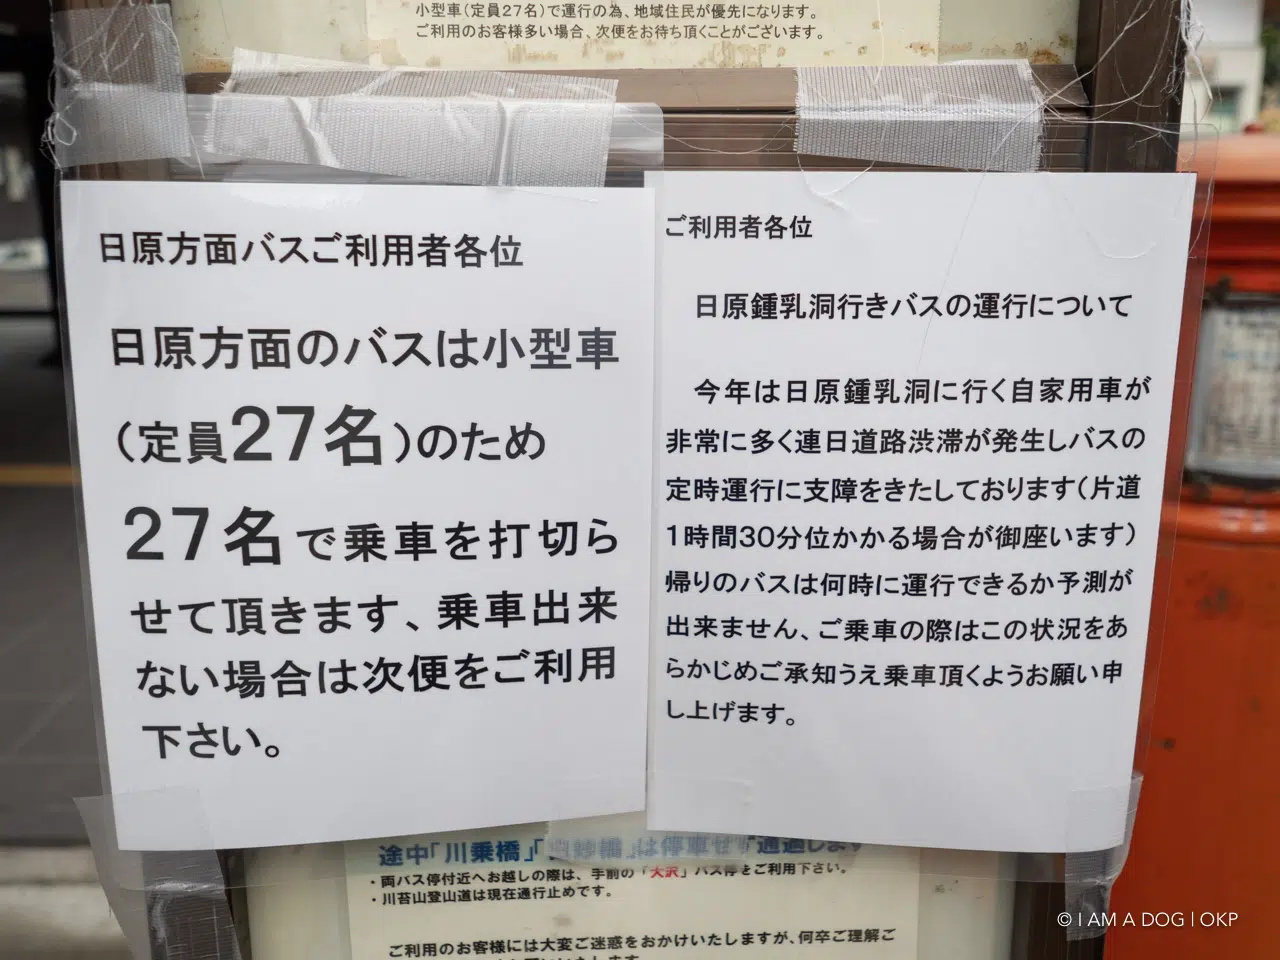 小型車（定員27名）で運行の為、地域住民が優先になります。
ご利用のお客様多い場合、次便をお待ち頂くことがございます。
日原方面バスご利用者各位
日原方面のバスは小型車
（定員27名）のため
27名で乗車を打切ら
せて頂きます、乗車出来
ない場合は次便をご利用
下さい。
ご利用者各位
日原鍾乳洞行きバスの運行について
今年は日原鍾乳洞に行く自家用車が
非常に多く連日道路渋滞が発生しバスの
定時運行に支障をきたしております（片道
1時間30分位かかる場合が御座います）
帰りのバスは何時に運行できるか予測が
出来ません、ご乗車の際はこの状況をあ
らかじめご承知うえ乗車頂くようお願い申
し上げます。
途中「川乗橋」「は停車せず通過します
・両バス停付近へお越しの際は、手前の「大沢」バス停をご利用下さい。
・川苔山登山道は現在通行止めです。
ご利用のお客様には大変ご迷惑をおかけいたしますが、何卒ご理解ご
© I AM A DOG | OKP